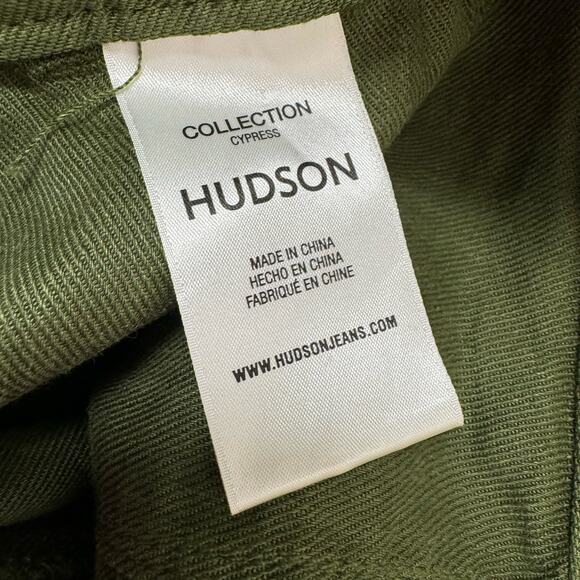 COLLECTION
CYPRESS
HUDSON
MADE IN CHINA
HECHO EN CHINA
FABRIQUÉ EN CHINE
WWW.HUDSONJEANS.COM